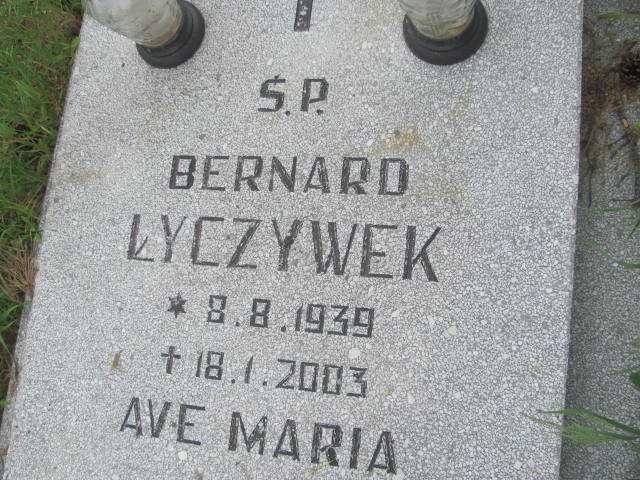 Ś.P.
BERNARD
ŁYCZYWEK
* 8.8.1939
† 18.1.2003
AVE MARIA